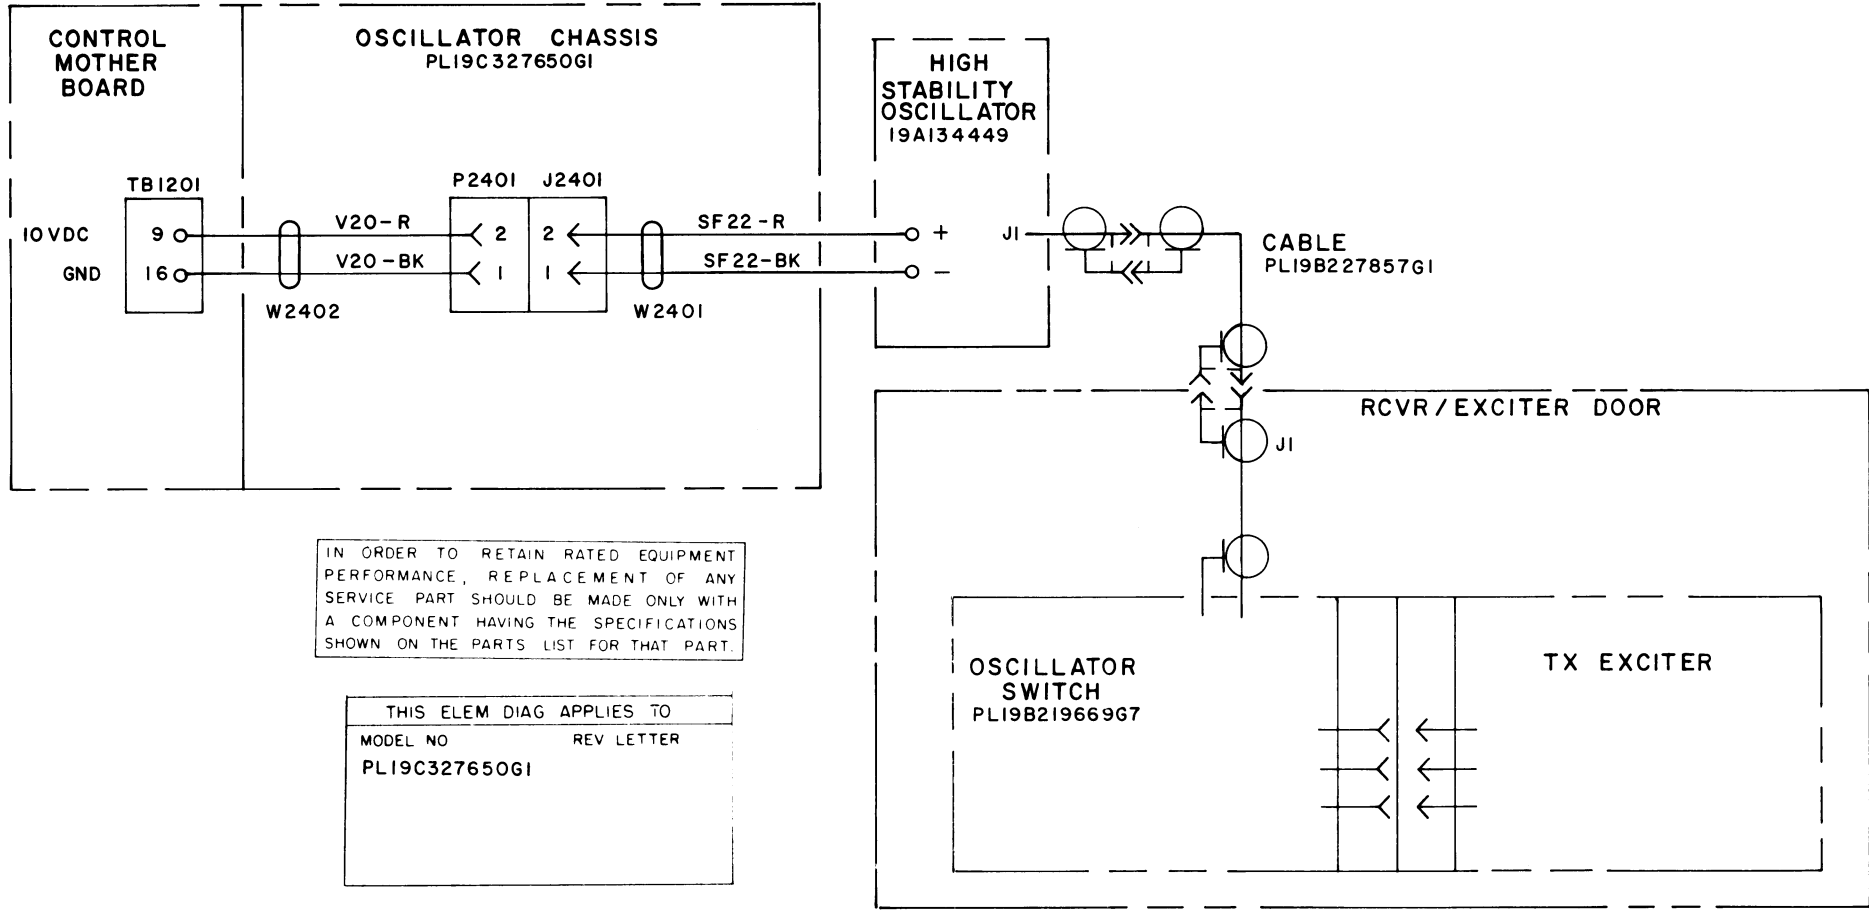 CONTROL
MOTHER
BOARD
OSCILLATOR CHASSIS
PL19C327650G1
HIGH
STABILITY
OSCILLATOR
19A134449
TB1201
P2401 J2401
10VDC 9 V20-R 2 2 SF22-R + J1
GND 16 V20-BK 1 1 SF22-BK -
W2402 W2401
CABLE
PL19B227857G1
RCVR/EXCITER DOOR
J1
IN ORDER TO RETAIN RATED EQUIPMENT
PERFORMANCE, REPLACEMENT OF ANY
SERVICE PART SHOULD BE MADE ONLY WITH
A COMPONENT HAVING THE SPECIFICATIONS
SHOWN ON THE PARTS LIST FOR THAT PART.
OSCILLATOR
SWITCH
PL19B219669G7
TX EXCITER
THIS ELEM DIAG APPLIES TO
MODEL NO REV LETTER
PL19C327650G1